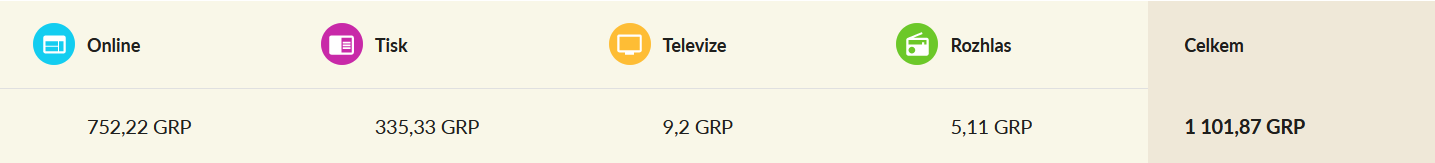 Online Tisk Televize Rozhlas Celkem
752,22 GRP 335,33 GRP 9,2 GRP 5,11 GRP 1 101,87 GRP